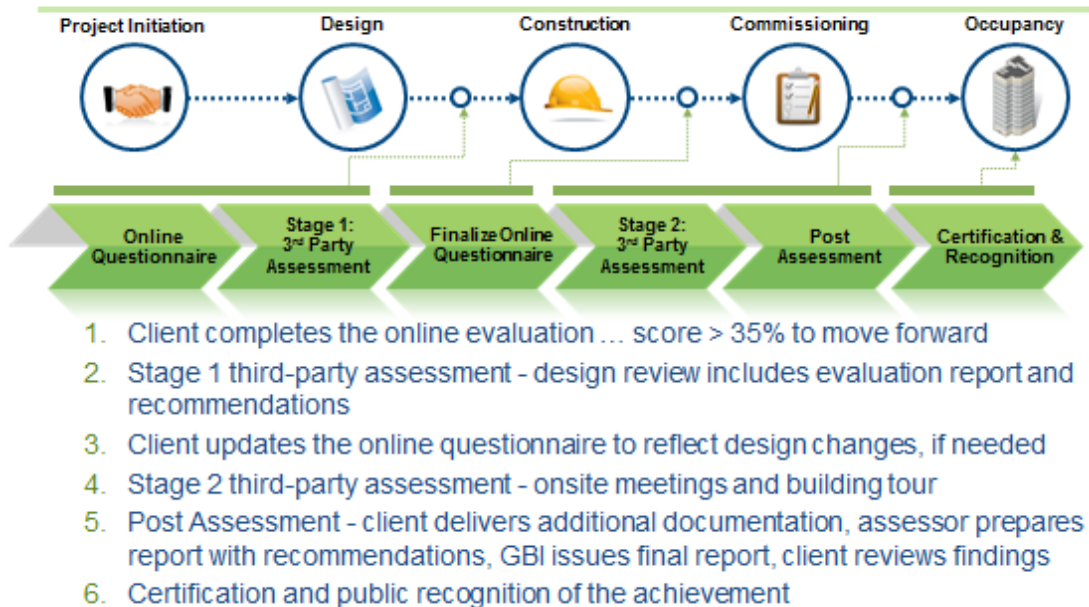 Project Initiation
Design
Construction
Commissioning
Occupancy
Online
Questionnaire
Stage 1:
3rd Party
Assessment
Finalize Online
Questionnaire
Stage 2:
3rd Party
Assessment
Post
Assessment
Certification &
Recognition
1. Client completes the online evaluation … score > 35% to move forward
2. Stage 1 third-party assessment - design review includes evaluation report and
recommendations
3. Client updates the online questionnaire to reflect design changes, if needed
4. Stage 2 third-party assessment - onsite meetings and building tour
5. Post Assessment - client delivers additional documentation, assessor prepares
report with recommendations, GBI issues final report, client reviews findings
6. Certification and public recognition of the achievement